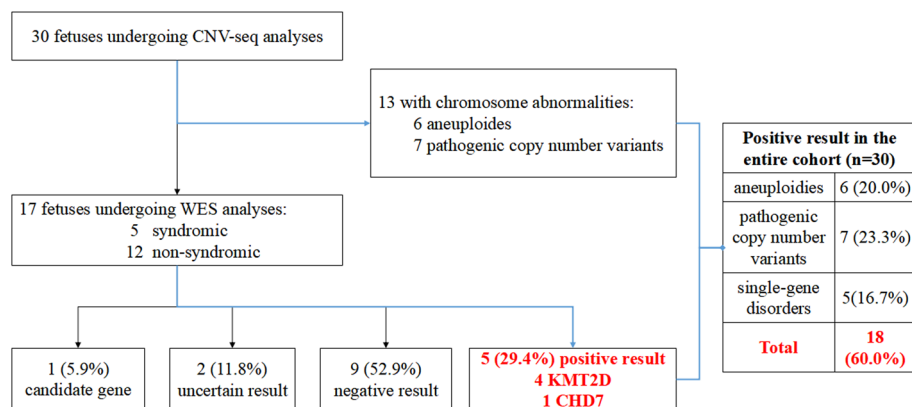 30 fetuses undergoing CNV-seq analyses
13 with chromosome abnormalities:
6 aneuploides
7 pathogenic copy number variants
17 fetuses undergoing WES analyses:
5 syndromic
12 non-syndromic
1 (5.9%)
candidate gene
2 (11.8%)
uncertain result
9 (52.9%)
negative result
5 (29.4%) positive result
4 KMT2D
1 CHD7
Positive result in the
entire cohort (n=30)
aneuploidies 6 (20.0%)
pathogenic
copy number 7 (23.3%)
variants
single-gene 5(16.7%)
disorders
Total 18
(60.0%)